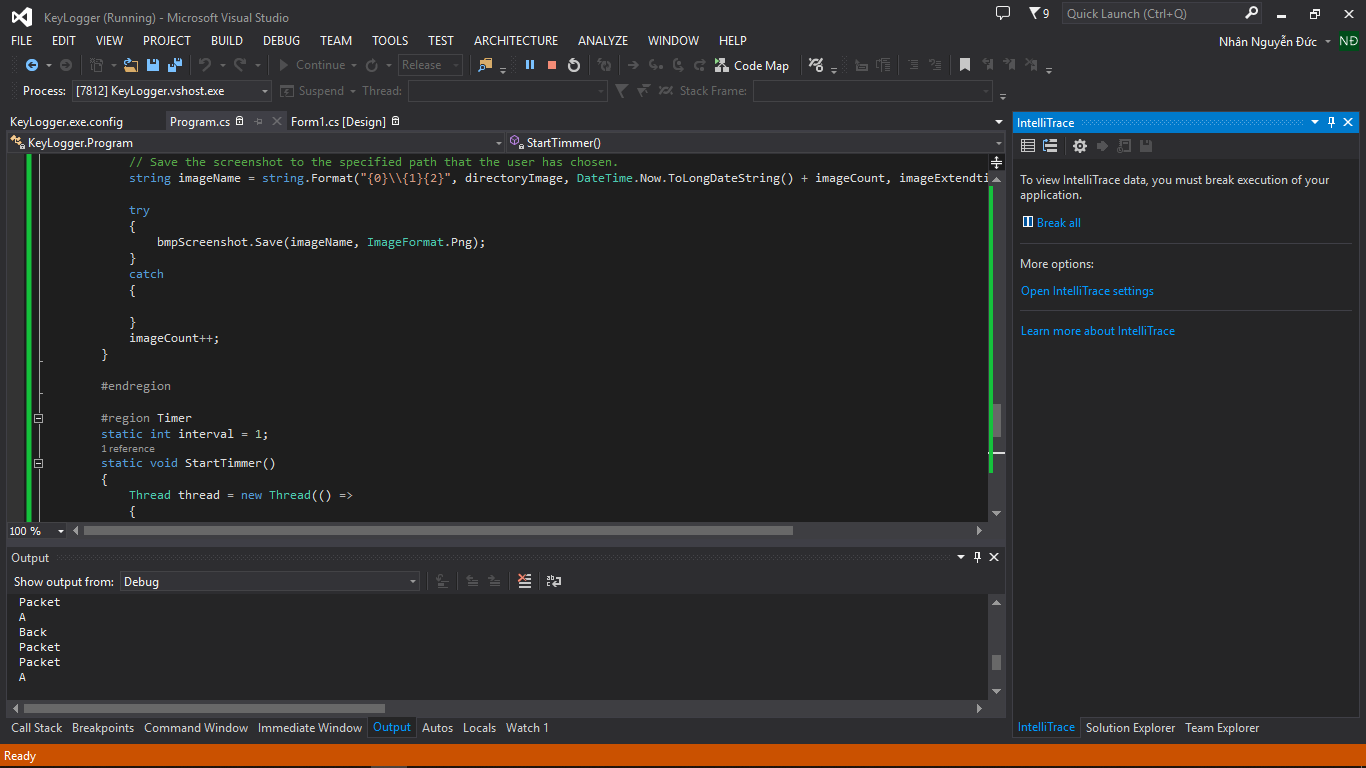 KeyLogger (Running) - Microsoft Visual Studio
9
Quick Launch (Ctrl+Q)
FILE EDIT VIEW PROJECT BUILD DEBUG TEAM TOOLS TEST ARCHITECTURE ANALYZE WINDOW HELP
Nhân Nguyễn Đức
NĐ
Continue
Release
Code Map
Process: [7812] KeyLogger.vshost.exe
Suspend
Thread:
Stack Frame:
KeyLogger.exe.config
Program.cs
Form1.cs [Design]
KeyLogger.Program
StartTimmer()
// Save the screenshot to the specified path that the user has chosen.
string imageName = string.Format("{0}\\{1}{2}", directoryImage, DateTime.Now.ToLongDateString() + imageCount, imageExtendti
try
{
bmpScreenshot.Save(imageName, ImageFormat.Png);
}
catch
{
}
imageCount++;
}
#endregion
#region Timer
static int interval = 1;
1 reference
static void StartTimmer()
{
Thread thread = new Thread(() =>
{
100 %
Output
Show output from: Debug
Packet
A
Back
Packet
Packet
A
Call Stack Breakpoints Command Window Immediate Window Output Autos Locals Watch 1
IntelliTrace
To view IntelliTrace data, you must break execution of your
application.
Break all
More options:
Open IntelliTrace settings
Learn more about IntelliTrace
IntelliTrace Solution Explorer Team Explorer
Ready